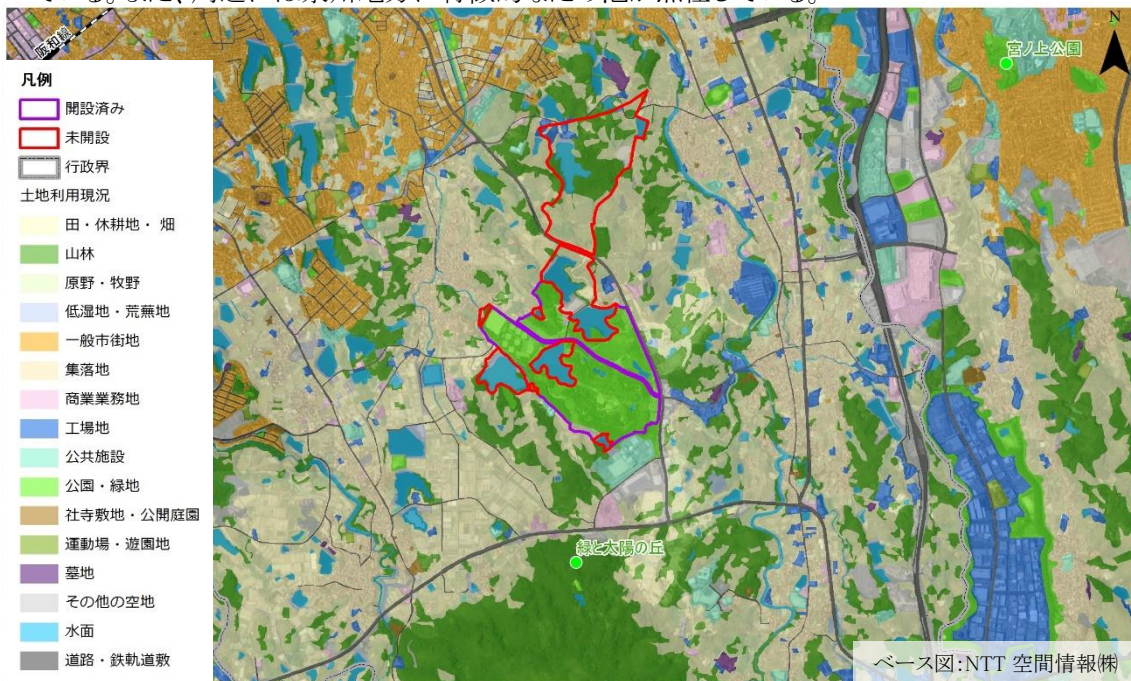 阪和線
N
宮ノ上公園
凡例
開設済み
未開設
行政界
土地利用現況
田・休耕地・ 畑
山林
原野・牧野
低湿地・荒蕪地
一般市街地
集落地
商業業務地
工場地
公共施設
公園・緑地
社寺敷地・公開庭園
運動場・遊園地
墓地
その他の空地
水面
道路・鉄軌道敷
緑と太陽の丘
ベース図:NTT 空間情報㈱